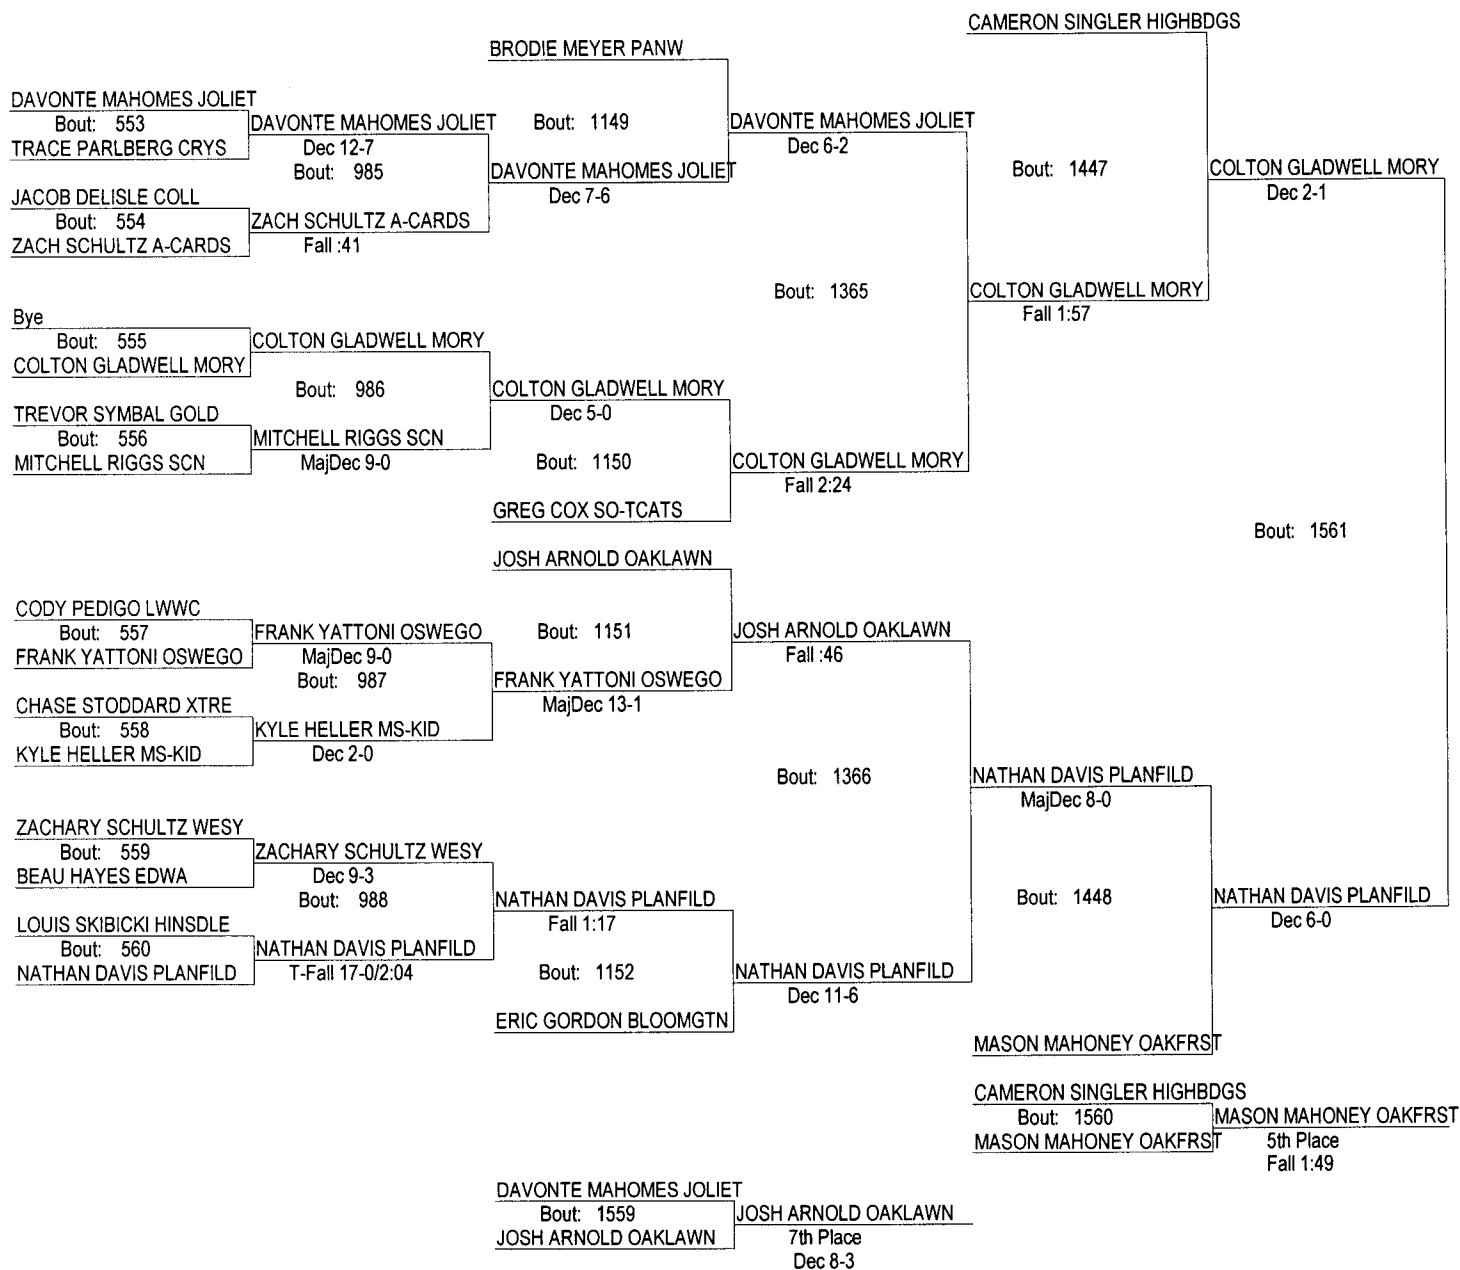 CAMERON SINGLER HIGHBDGS
BRODIE MEYER PANW
DAVONTE MAHOMES JOLIET
Bout: 553
TRACE PARLBERG CRYS
DAVONTE MAHOMES JOLIET
Dec 12-7
Bout: 985
Bout: 1149
DAVONTE MAHOMES JOLIET
Dec 6-2
DAVONTE MAHOMES JOLIET
Dec 7-6
Bout: 1447
COLTON GLADWELL MORY
Dec 2-1
JACOB DELISLE COLL
Bout: 554
ZACH SCHULTZ A-CARDS
ZACH SCHULTZ A-CARDS
Fall :41
Bout: 1365
COLTON GLADWELL MORY
Fall 1:57
Bye
Bout: 555
COLTON GLADWELL MORY
COLTON GLADWELL MORY
Bout: 986
COLTON GLADWELL MORY
Dec 5-0
TREVOR SYMBAL GOLD
Bout: 556
MITCHELL RIGGS SCN
MITCHELL RIGGS SCN
MajDec 9-0
Bout: 1150
COLTON GLADWELL MORY
Fall 2:24
GREG COX SO-TCATS
Bout: 1561
JOSH ARNOLD OAKLAWN
CODY PEDIGO LWWC
Bout: 557
FRANK YATTONI OSWEGO
FRANK YATTONI OSWEGO
MajDec 9-0
Bout: 987
Bout: 1151
JOSH ARNOLD OAKLAWN
Fall :46
FRANK YATTONI OSWEGO
MajDec 13-1
CHASE STODDARD XTRE
Bout: 558
KYLE HELLER MS-KID
KYLE HELLER MS-KID
Dec 2-0
Bout: 1366
NATHAN DAVIS PLANFILD
MajDec 8-0
ZACHARY SCHULTZ WESY
Bout: 559
BEAU HAYES EDWA
ZACHARY SCHULTZ WESY
Dec 9-3
Bout: 988
NATHAN DAVIS PLANFILD
Fall 1:17
Bout: 1448
NATHAN DAVIS PLANFILD
Dec 6-0
LOUIS SKIBICKI HINSDLE
Bout: 560
NATHAN DAVIS PLANFILD
NATHAN DAVIS PLANFILD
T-Fall 17-0/2:04
Bout: 1152
NATHAN DAVIS PLANFILD
Dec 11-6
ERIC GORDON BLOOMGTN
MASON MAHONEY OAKFRST
CAMERON SINGLER HIGHBDGS
Bout: 1560
MASON MAHONEY OAKFRST
MASON MAHONEY OAKFRST
5th Place
Fall 1:49
DAVONTE MAHOMES JOLIET
Bout: 1559
JOSH ARNOLD OAKLAWN
JOSH ARNOLD OAKLAWN
7th Place
Dec 8-3